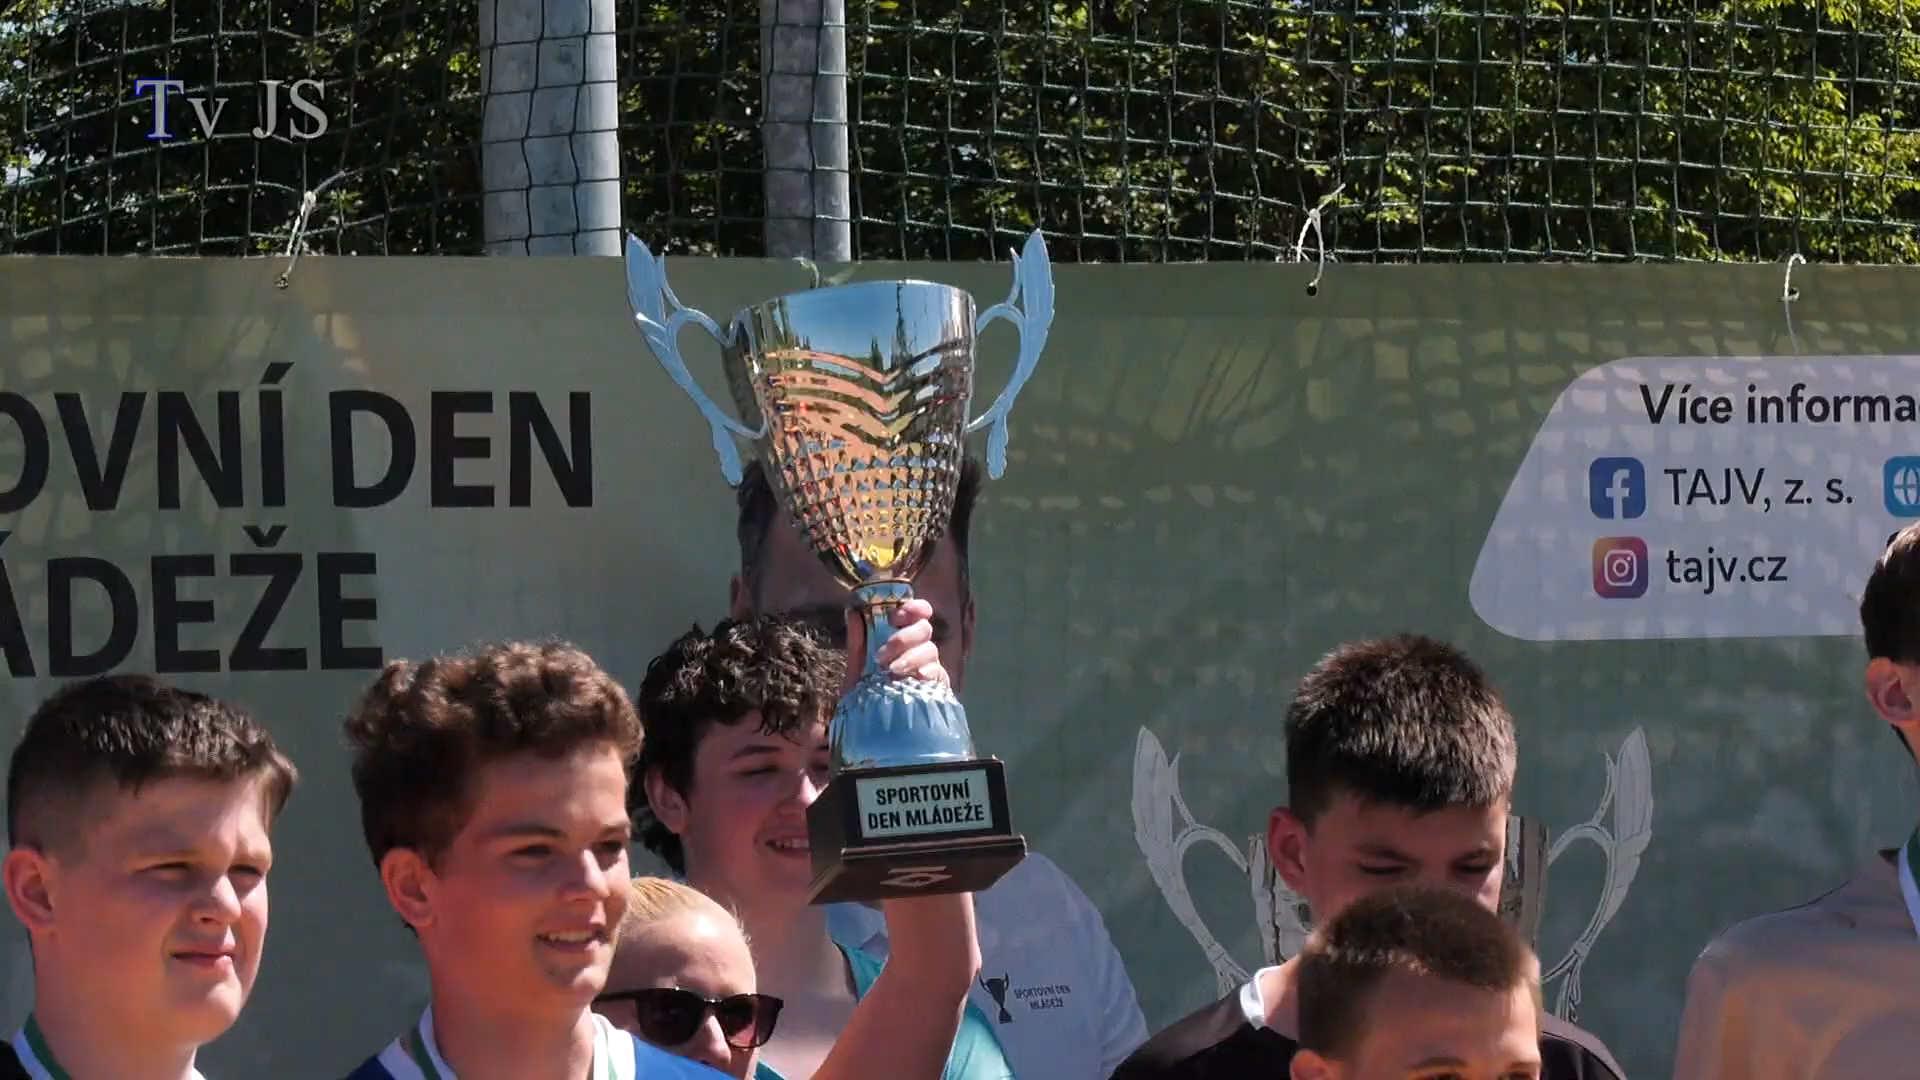 Tv JS
OVNÍ DEN
ÁDEŽE
Více informa
TAJV, z. s.
tajv.cz
SPORTOVNÍ
DEN MLÁDEŽE
SPORTOVNÍ DEN
MLÁDEŽE